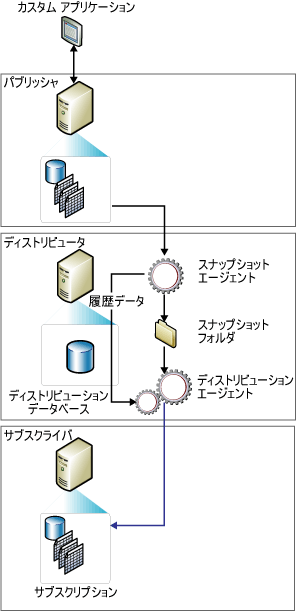 カスタム アプリケーション
パブリッシャ
ディストリビュータ
スナップショット
エージェント
履歴データ
スナップショット
フォルダ
ディストリビューション
データベース
ディストリビューション
エージェント
サブスクライバ
サブスクリプション